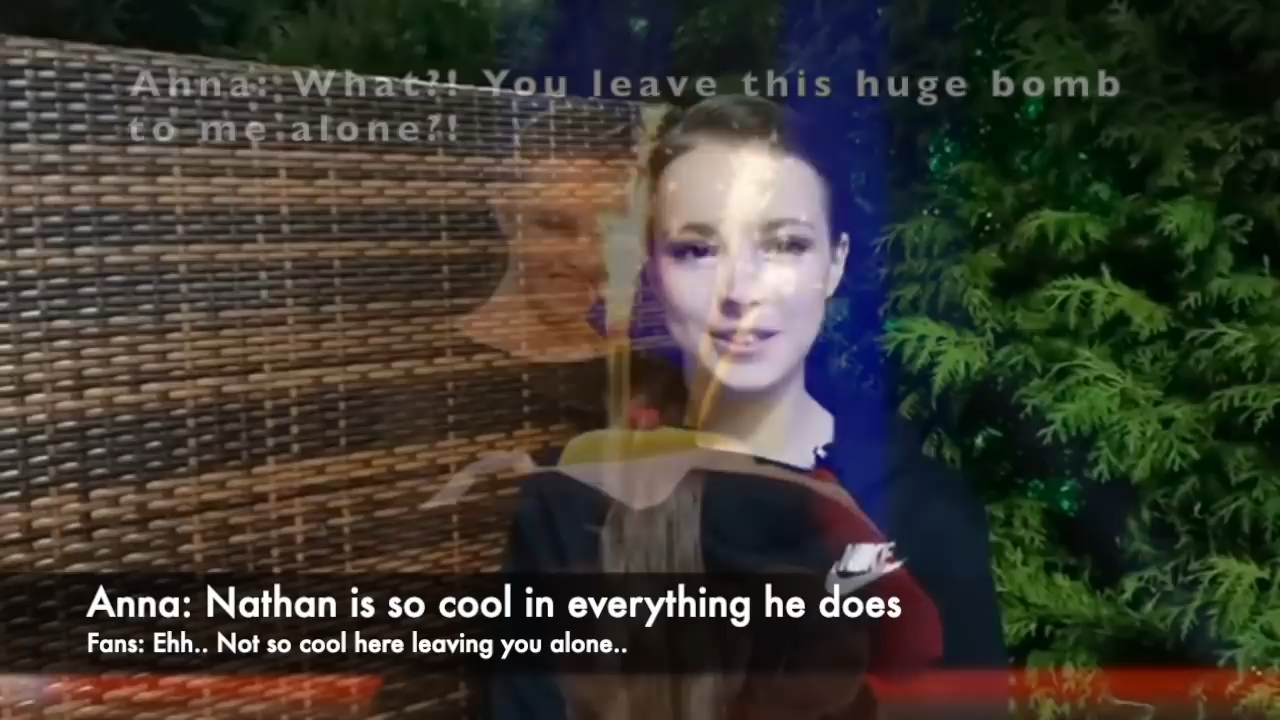 Anna: What?! You leave this huge bomb
to me alone?!
NIKE
Anna: Nathan is so cool in everything he does
Fans: Ehh.. Not so cool here leaving you alone..